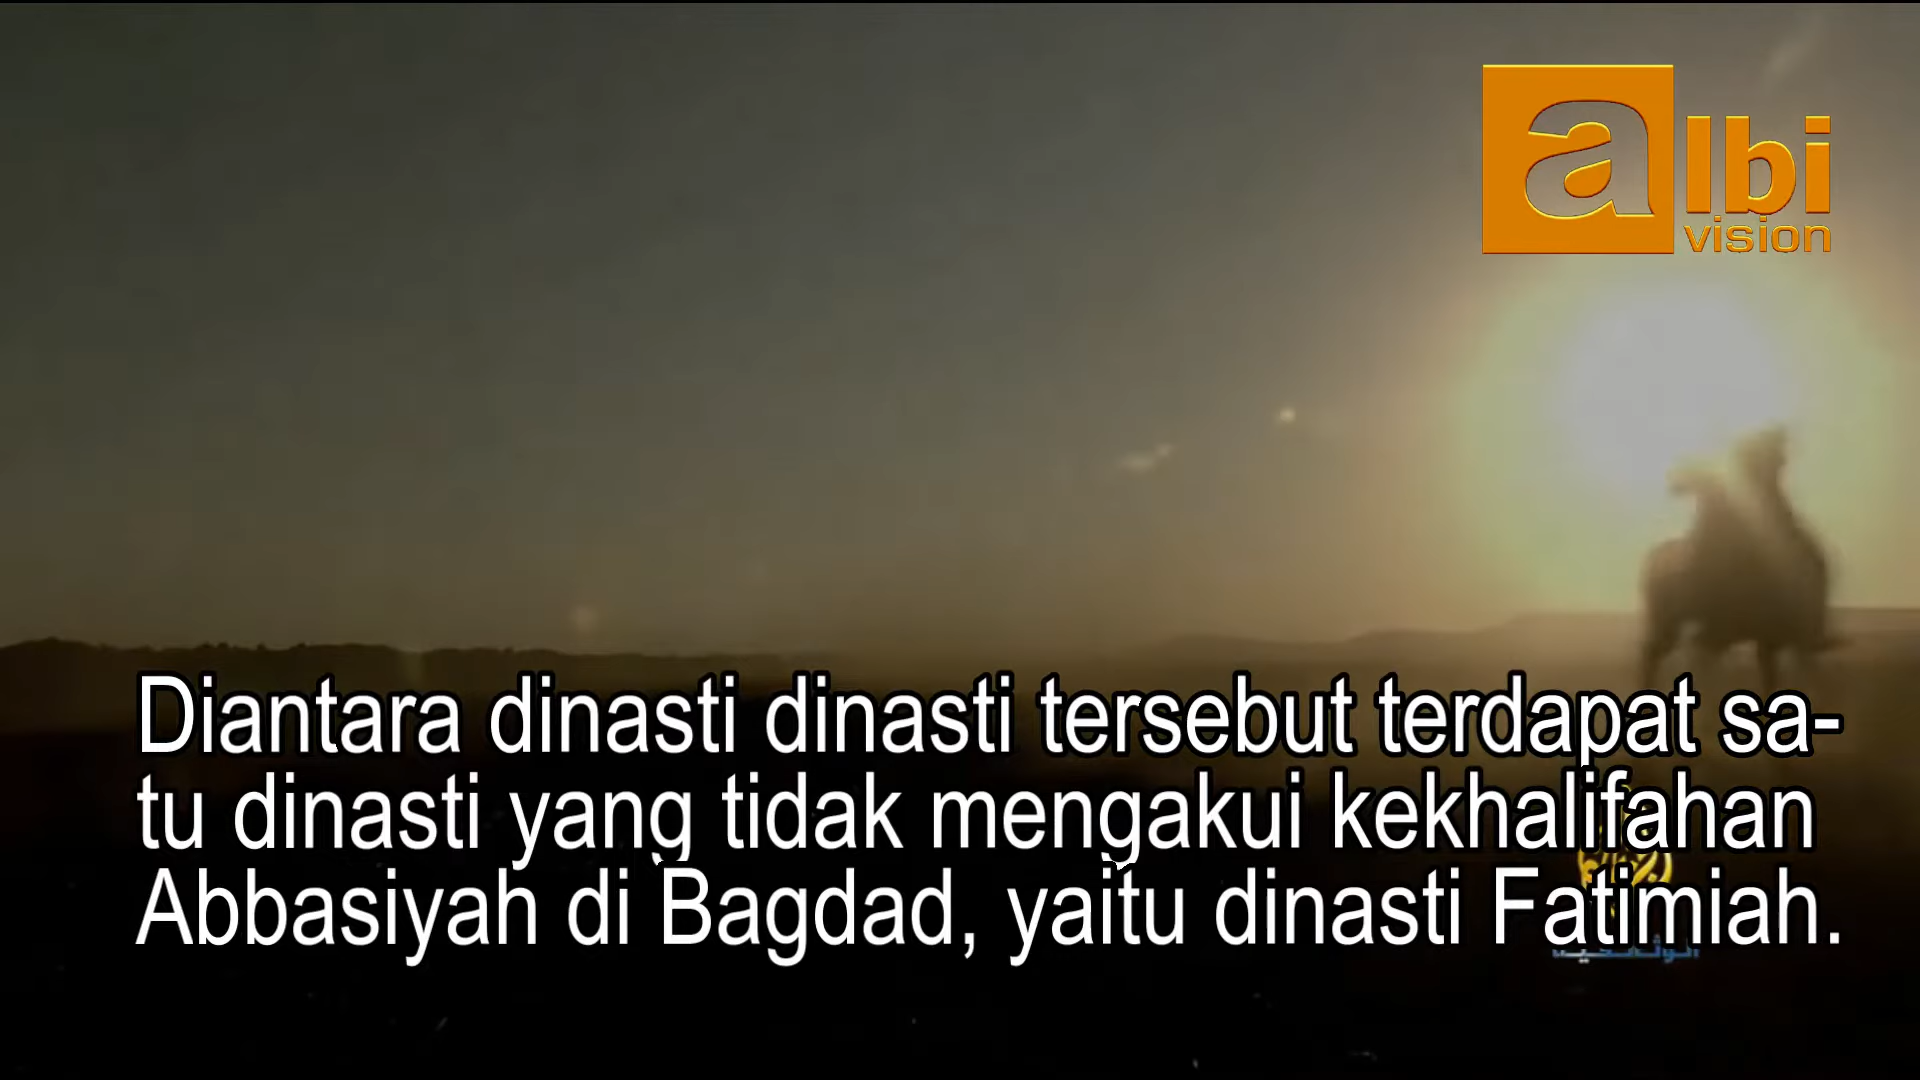 albi
vision
Diantara dinasti dinasti tersebut terdapat sa-
tu dinasti yang tidak mengakui kekhalifahan
Abbasiyah di Bagdad, yaitu dinasti Fatimiah.
الوثائقية